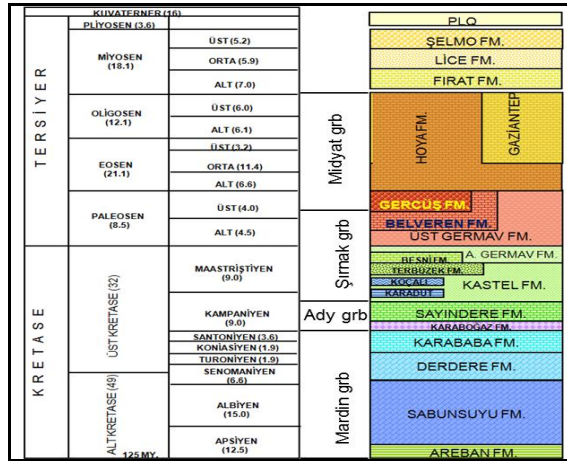 KUVATERNER (16)
PLİYOSEN (3.6)
TERSİYER
MİYOSEN
(18.1)
ÜST (5.2)
ORTA (5.9)
ALT (7.0)
OLİGOSEN
(12.1)
ÜST (6.0)
ALT (6.1)
EOSEN
(21.1)
ÜST (3.2)
ORTA (11.4)
ALT (6.6)
PALEOSEN
(8.5)
ÜST (4.0)
ALT (4.5)
KRETASE
ÜST KRETASE (32)
MAASTRİŞTİYEN
(9.0)
KAMPANİYEN
(9.0)
SANTONİYEN (3.6)
KONİASİYEN (1.9)
TURONİYEN (1.9)
SENOMANİYEN
(6.6)
ALT KRETASE (49)
ALBİYEN
(15.0)
APSİYEN
(12.5)
125 MY.
Midyat grb
Şırnak grb
Ady grb
Mardin grb
PLQ
ŞELMO FM.
LİCE FM.
FIRAT FM.
HOYA FM.
GAZİANTEP
GERCÜŞ FM.
BELVEREN FM.
ÜST GERMAV FM.
A. GERMAV FM.
BESNİ FM.
TERBÜZEK FM.
KOÇALİ
KARADUT
KASTEL FM.
SAYINDERE FM.
KARABOĞAZ FM.
KARABABA FM.
DERDERE FM.
SABUNSUYU FM.
AREBAN FM.